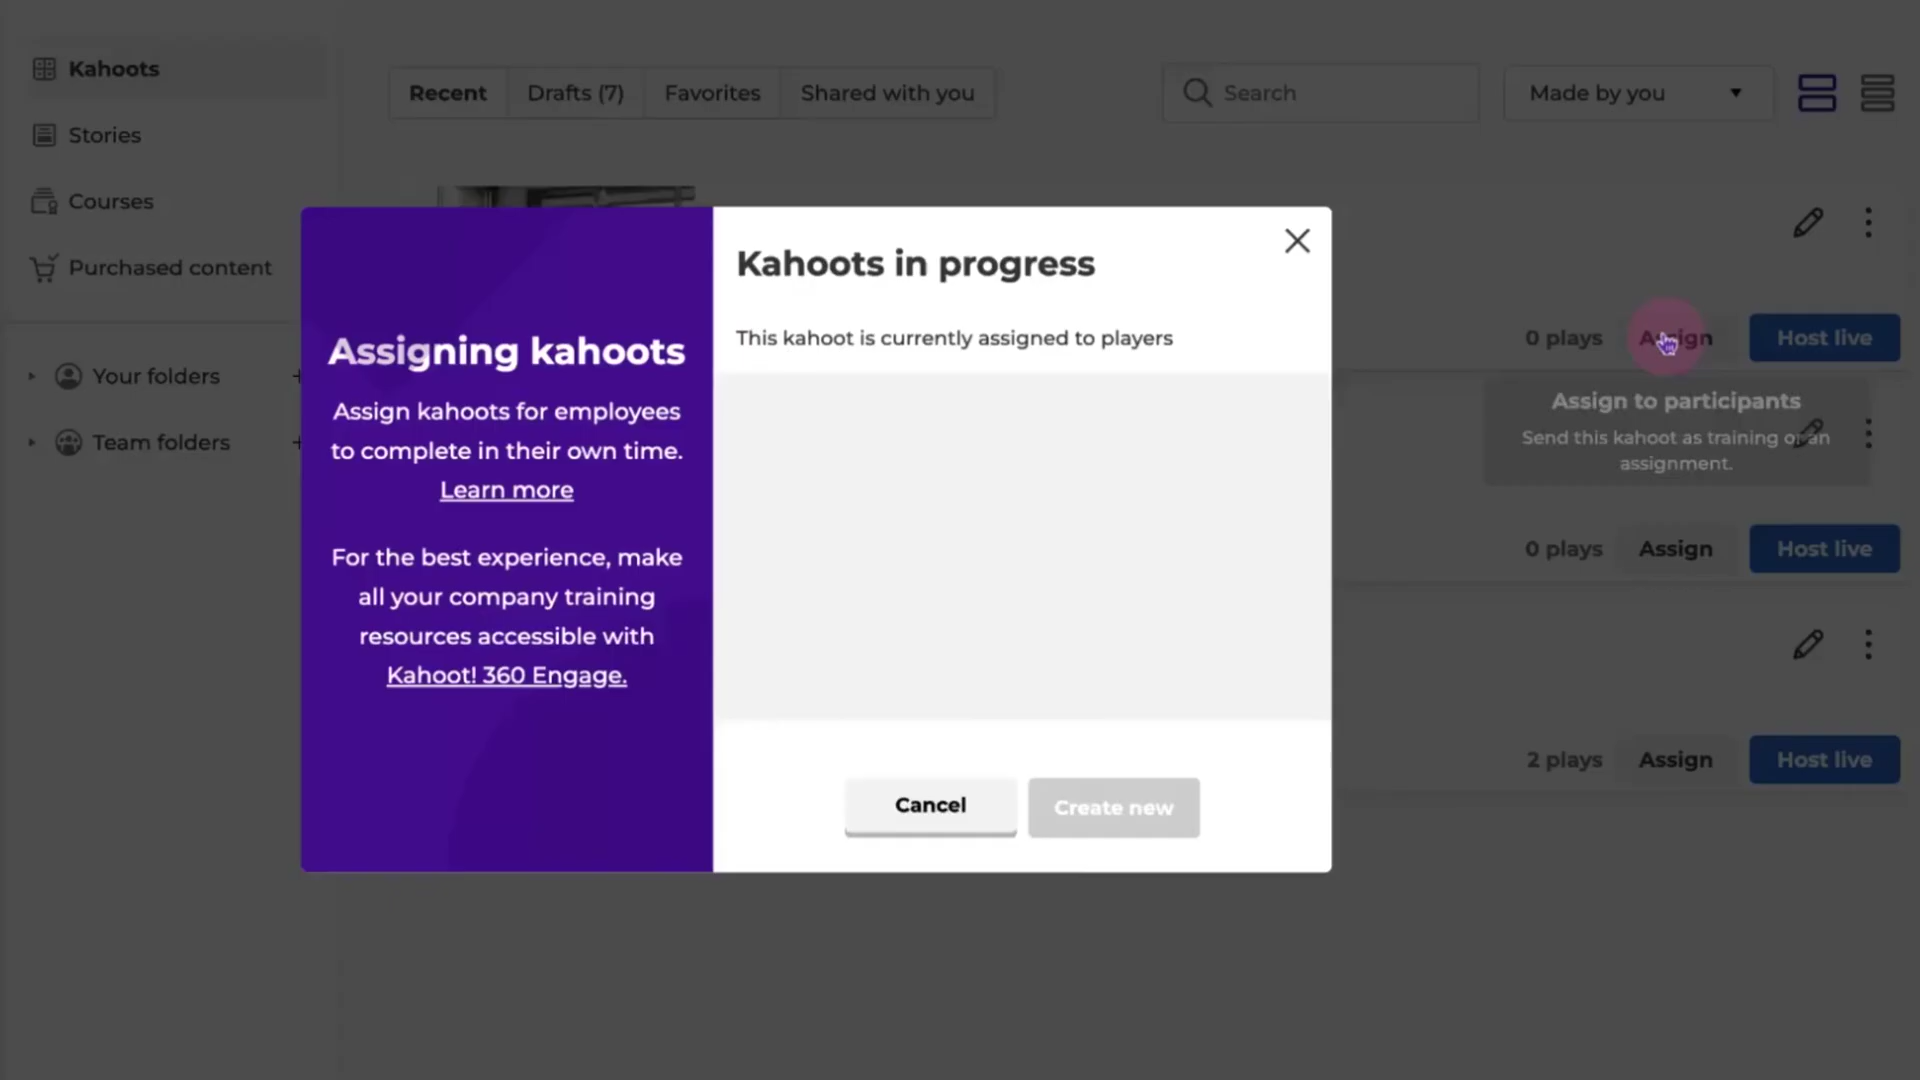 Kahoots
Stories
Courses
Purchased content
Your folders
Team folders
Recent
Drafts (7)
Favorites
Shared with you
Search
Made by you
0 plays
Assign
Host live
Assign to participants
Send this kahoot as training or an
assignment.
0 plays
Assign
Host live
2 plays
Assign
Host live
Assigning kahoots
Assign kahoots for employees
to complete in their own time.
Learn more
For the best experience, make
all your company training
resources accessible with
Kahoot! 360 Engage.
Kahoots in progress
This kahoot is currently assigned to players
Cancel
Create new